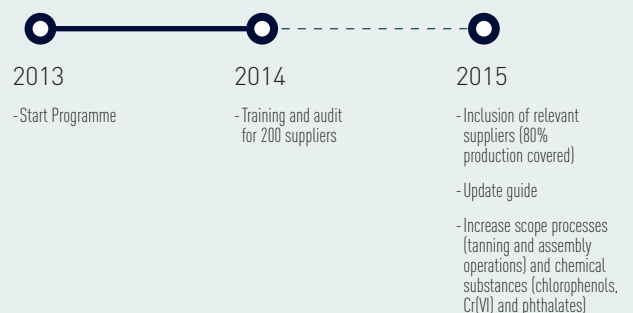 2013
- Start Programme
2014
- Training and audit
for 200 suppliers
2015
- Inclusion of relevant
suppliers (80%
production covered)
- Update guide
- Increase scope processes
(tanning and assembly
operations) and chemical
substances (chlorophenols,
Cr(VI) and phthalates)